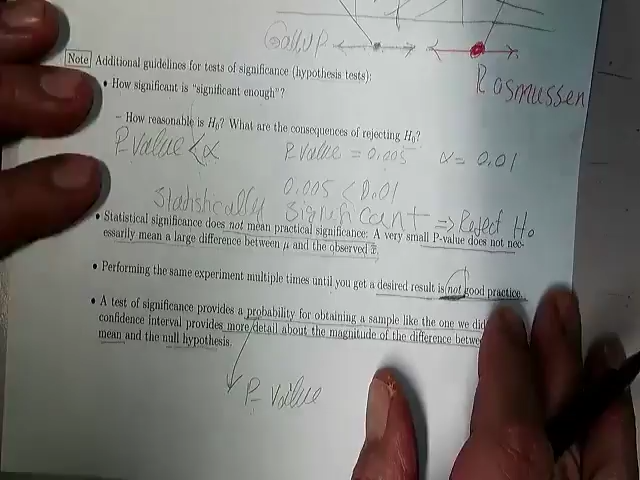 Gallup
Rasmussen
Note Additional guidelines for tests of significance (hypothesis tests):
• How significant is "significant enough"?
– How reasonable is H₀? What are the consequences of rejecting H₀?
P value < α P value = 0.005 α = 0.01
0.005 < 0.01
Statistically Significant ⇒ Reject H₀
• Statistical significance does not mean practical significance: A very small P-value does not nec-
essarily mean a large difference between μ and the observed x̄.
• Performing the same experiment multiple times until you get a desired result is not good practice.
• A test of significance provides a probability for obtaining a sample like the one we did
confidence interval provides more detail about the magnitude of the difference betwe
mean and the null hypothesis.
P-value